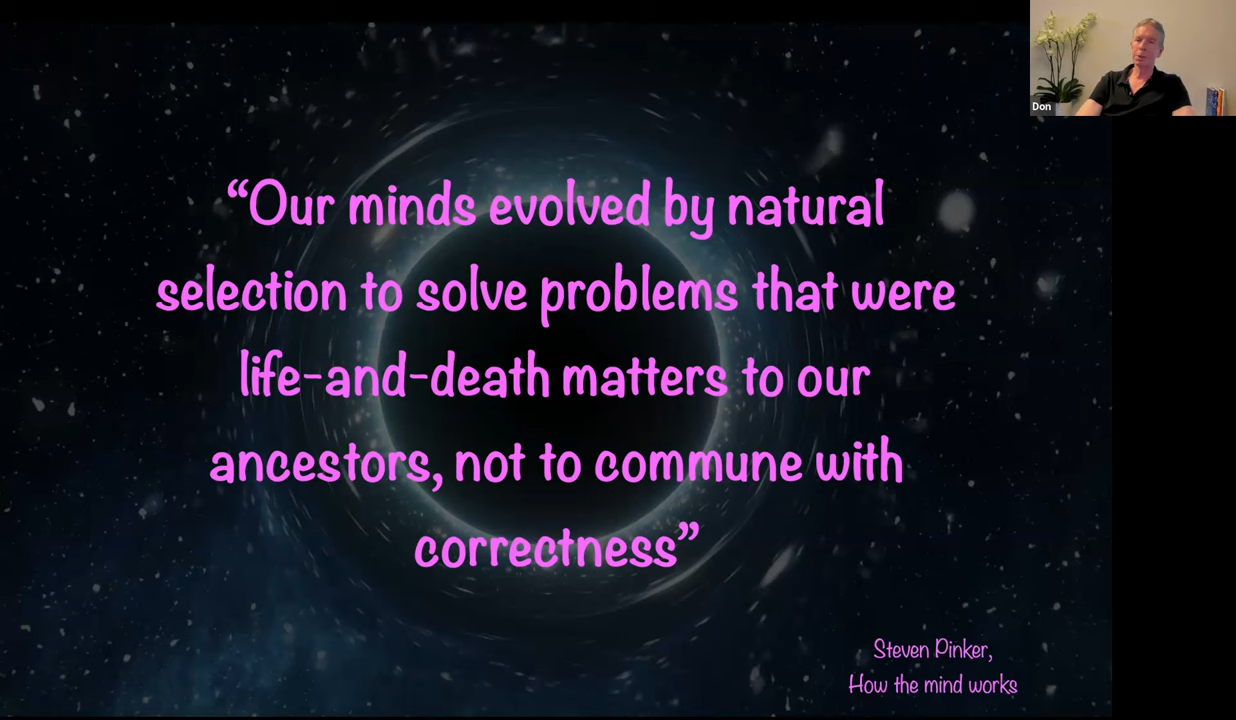 Don
“Our minds evolved by natural
selection to solve problems that were
life-and-death matters to our
ancestors, not to commune with
correctness”
Steven Pinker,
How the mind works